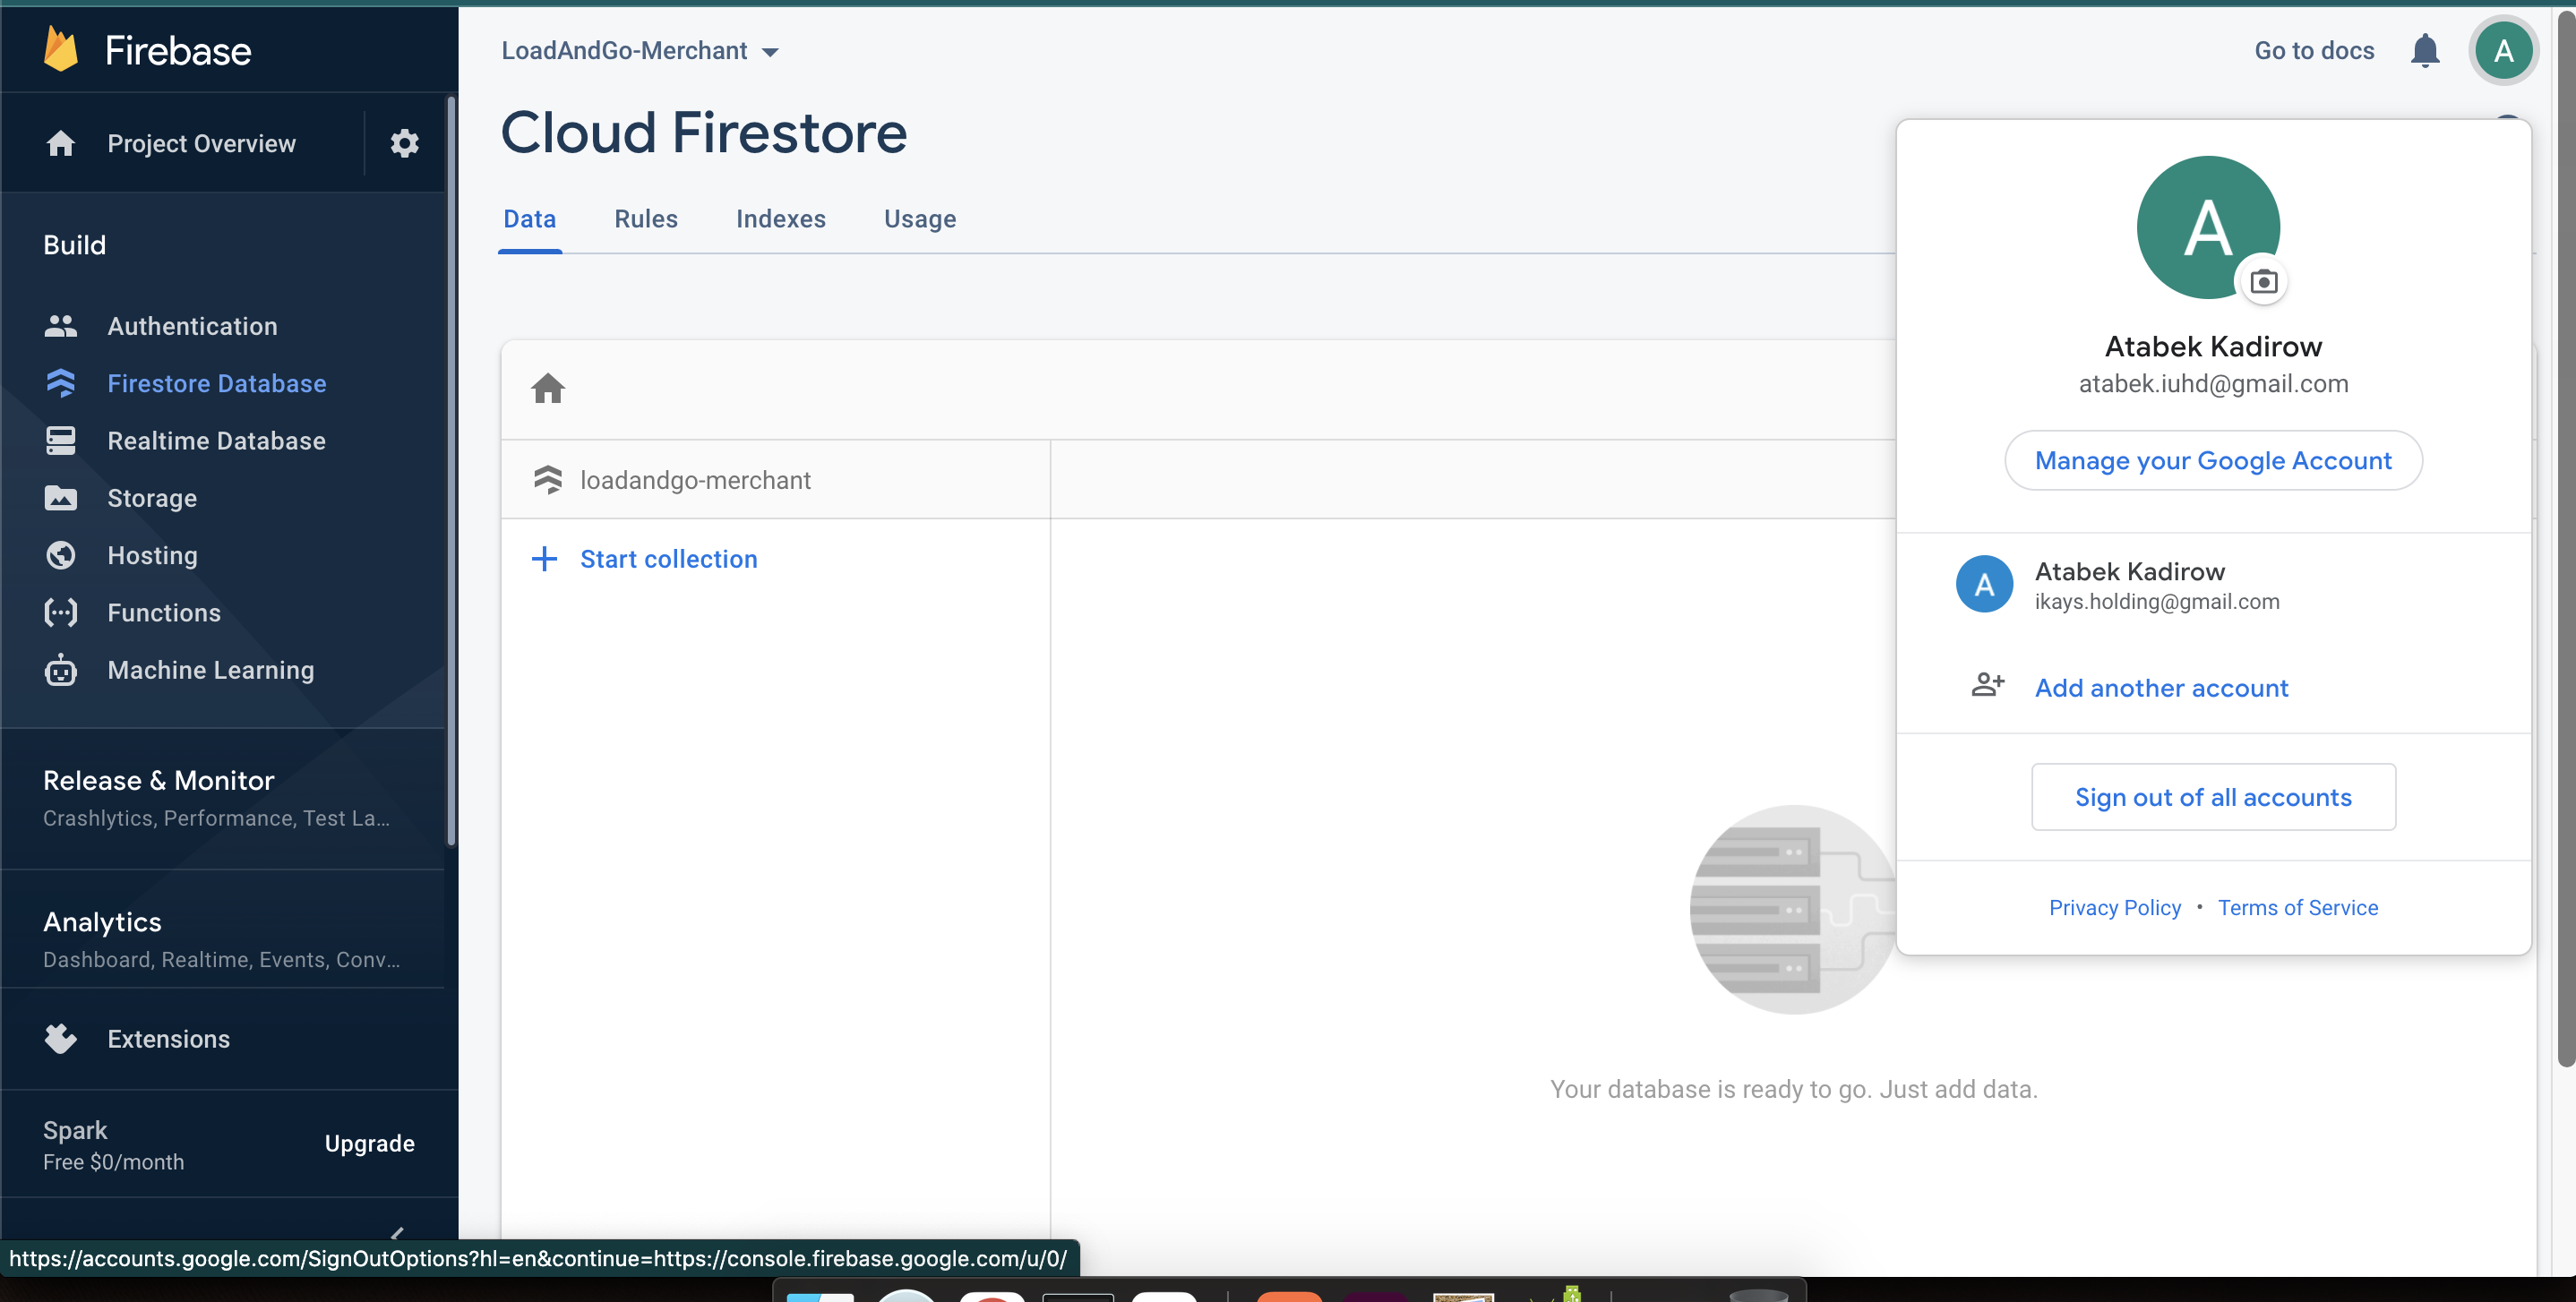 Firebase
Project Overview
Build
Authentication
Firestore Database
Realtime Database
Storage
Hosting
Functions
Machine Learning
Release & Monitor
Crashlytics, Performance, Test La...
Analytics
Dashboard, Realtime, Events, Conv...
Extensions
Spark
Free $0/month
Upgrade
https://accounts.google.com/SignOutOptions?hl=en&continue=https://console.firebase.google.com/u/0/
LoadAndGo-Merchant
Go to docs
A
Cloud Firestore
Data
Rules
Indexes
Usage
loadandgo-merchant
Start collection
Your database is ready to go. Just add data.
A
Atabek Kadirow
atabek.iuhd@gmail.com
Manage your Google Account
A
Atabek Kadirow
ikays.holding@gmail.com
Add another account
Sign out of all accounts
Privacy Policy • Terms of Service